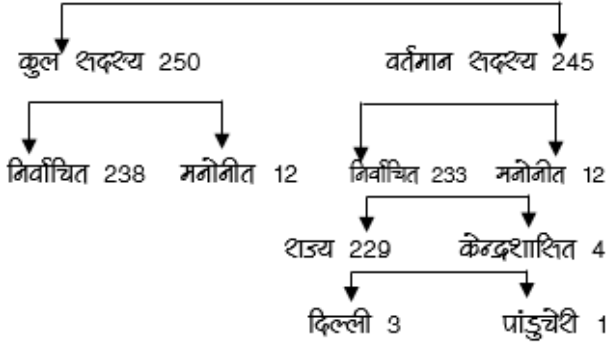 कुल सदस्य 250 वर्तमान सदस्य 245
निर्वाचित 238 मनोनीत 12 निर्वाचित 233 मनोनीत 12
राज्य 229 केन्द्रशासित 4
दिल्ली 3 पांडुचेरी 1